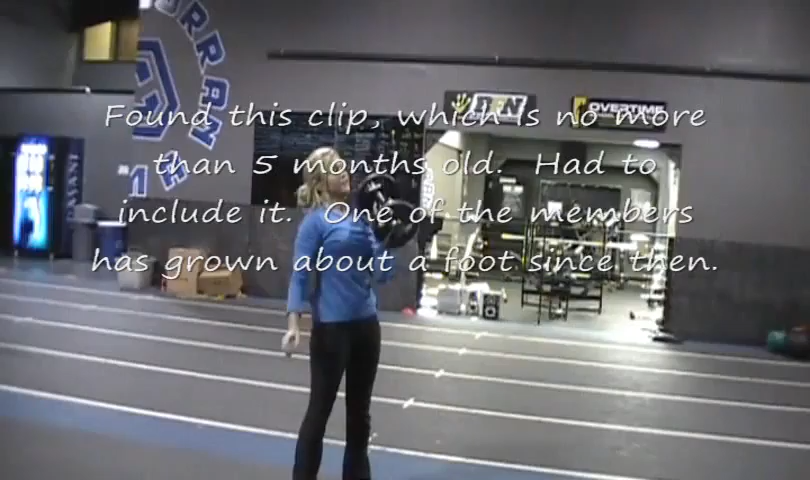 Found this clip, which is no more
than 5 months old. Had to
include it. One of the members
has grown about a foot since then.
OVERTIME